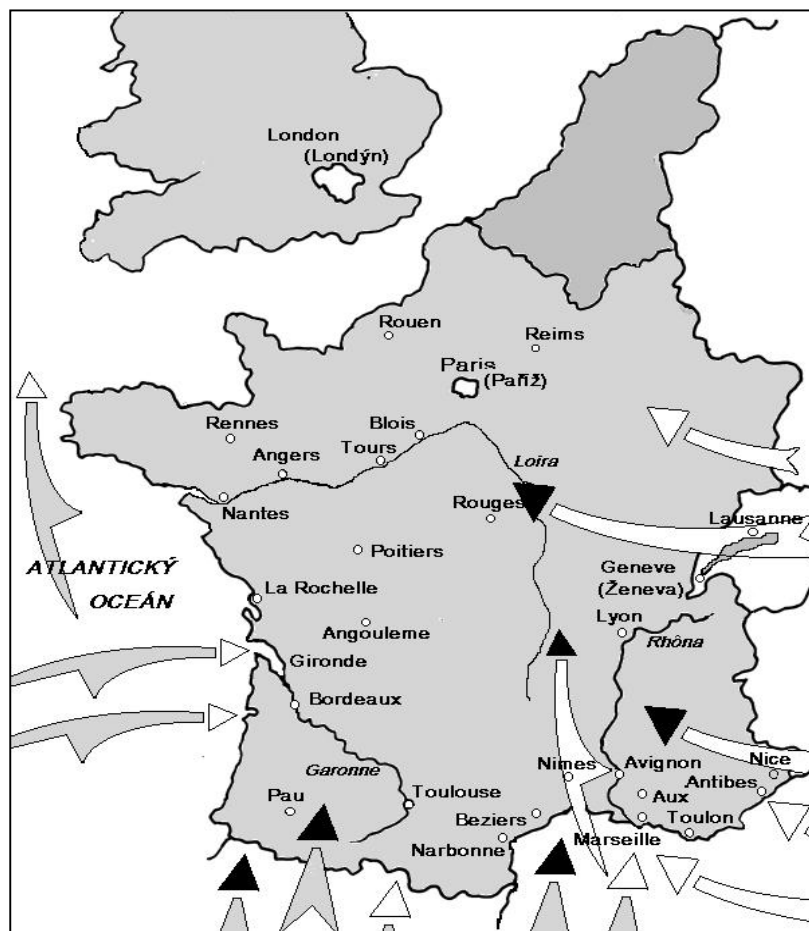 London
(Londýn)
Rouen
Reims
Paris
(Paříž)
Rennes
Blois
Tours
Angers
Loira
Nantes
Rouges
Lausanne
Poitiers
Geneve
(Ženeva)
ATLANTICKÝ
OCEÁN
La Rochelle
Lyon
Angouleme
Rhôna
Gironde
Bordeaux
Garonne
Nimes
Avignon
Nice
Antibes
Pau
Toulouse
Aux
Beziers
Toulon
Marseille
Narbonne